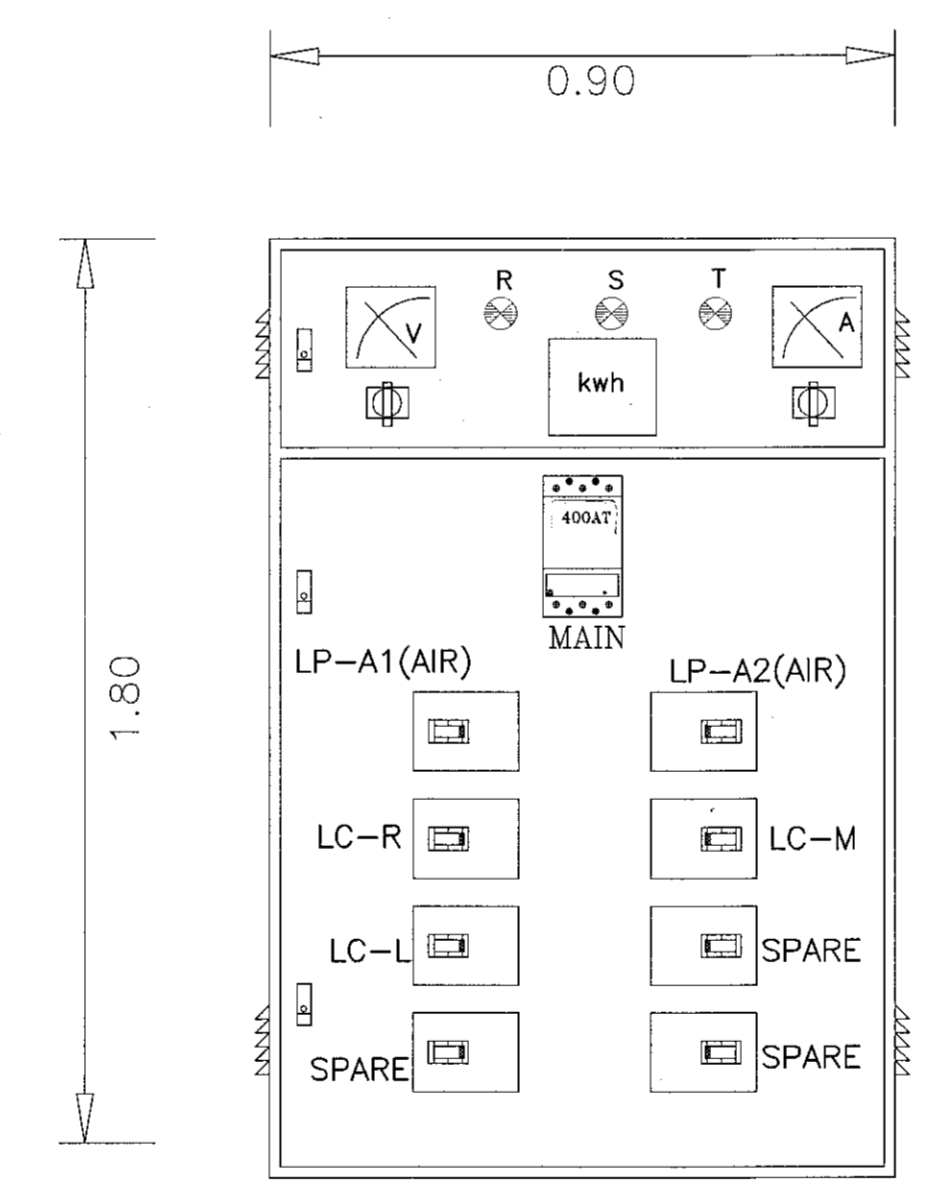 0.90
R S T
V A
kwh
400AT
MAIN
1.80
LP-A1(AIR) LP-A2(AIR)
LC-R LC-M
LC-L SPARE
SPARE SPARE